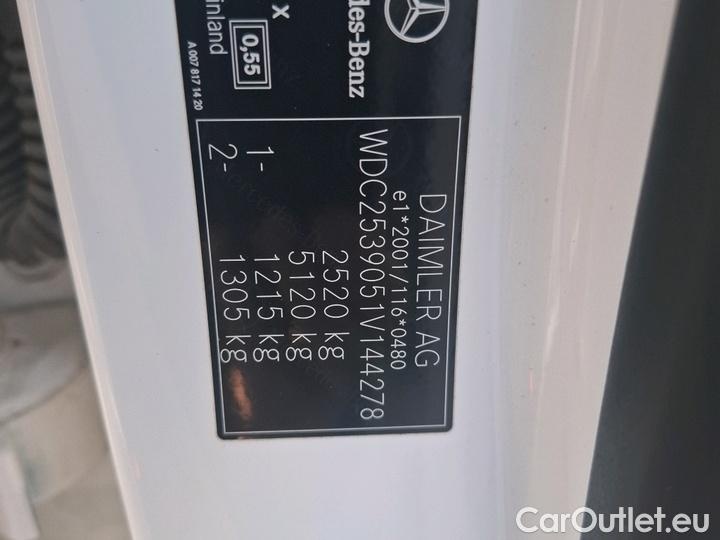 des-Benz
x
0,55
inland
A 007 817 14 20
DAIMLER AG
e1*2001/116*0480
WDC2539051V144278
2520 kg
5120 kg
1- 1215 kg
2- 1305 kg
CarOutlet.eu